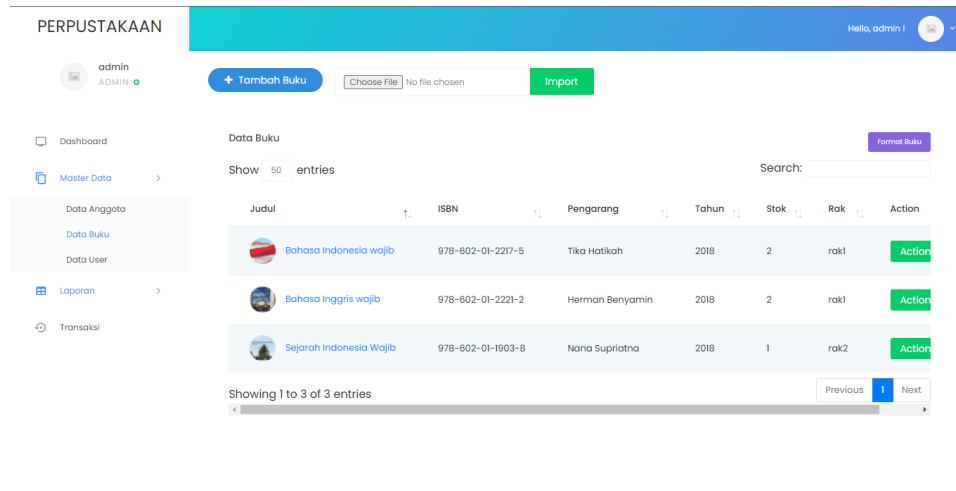 PERPUSTAKAAN
Hello, admin !
admin
ADMIN
+ Tambah Buku
Choose File No file chosen
Import
Dashboard
Master Data
Data Anggota
Data Buku
Data User
Laporan
Transaksi
Data Buku
Format Buku
Show 50 entries
Search:
Judul ISBN Pengarang Tahun Stok Rak Action
Bahasa Indonesia wajib 978-602-01-2217-5 Tika Hatikah 2018 2 rak1 Action
Bahasa Inggris wajib 978-602-01-2221-2 Herman Benyamin 2018 2 rak1 Action
Sejarah Indonesia Wajib 978-602-01-1903-8 Nana Supriatna 2018 1 rak2 Action
Showing 1 to 3 of 3 entries
Previous 1 Next